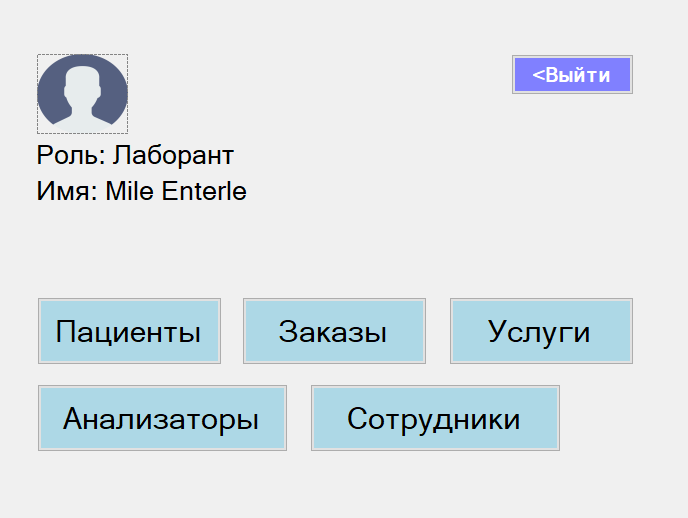 <Выйти
Роль: Лаборант
Имя: Mile Enterle
Пациенты Заказы Услуги
Анализаторы Сотрудники